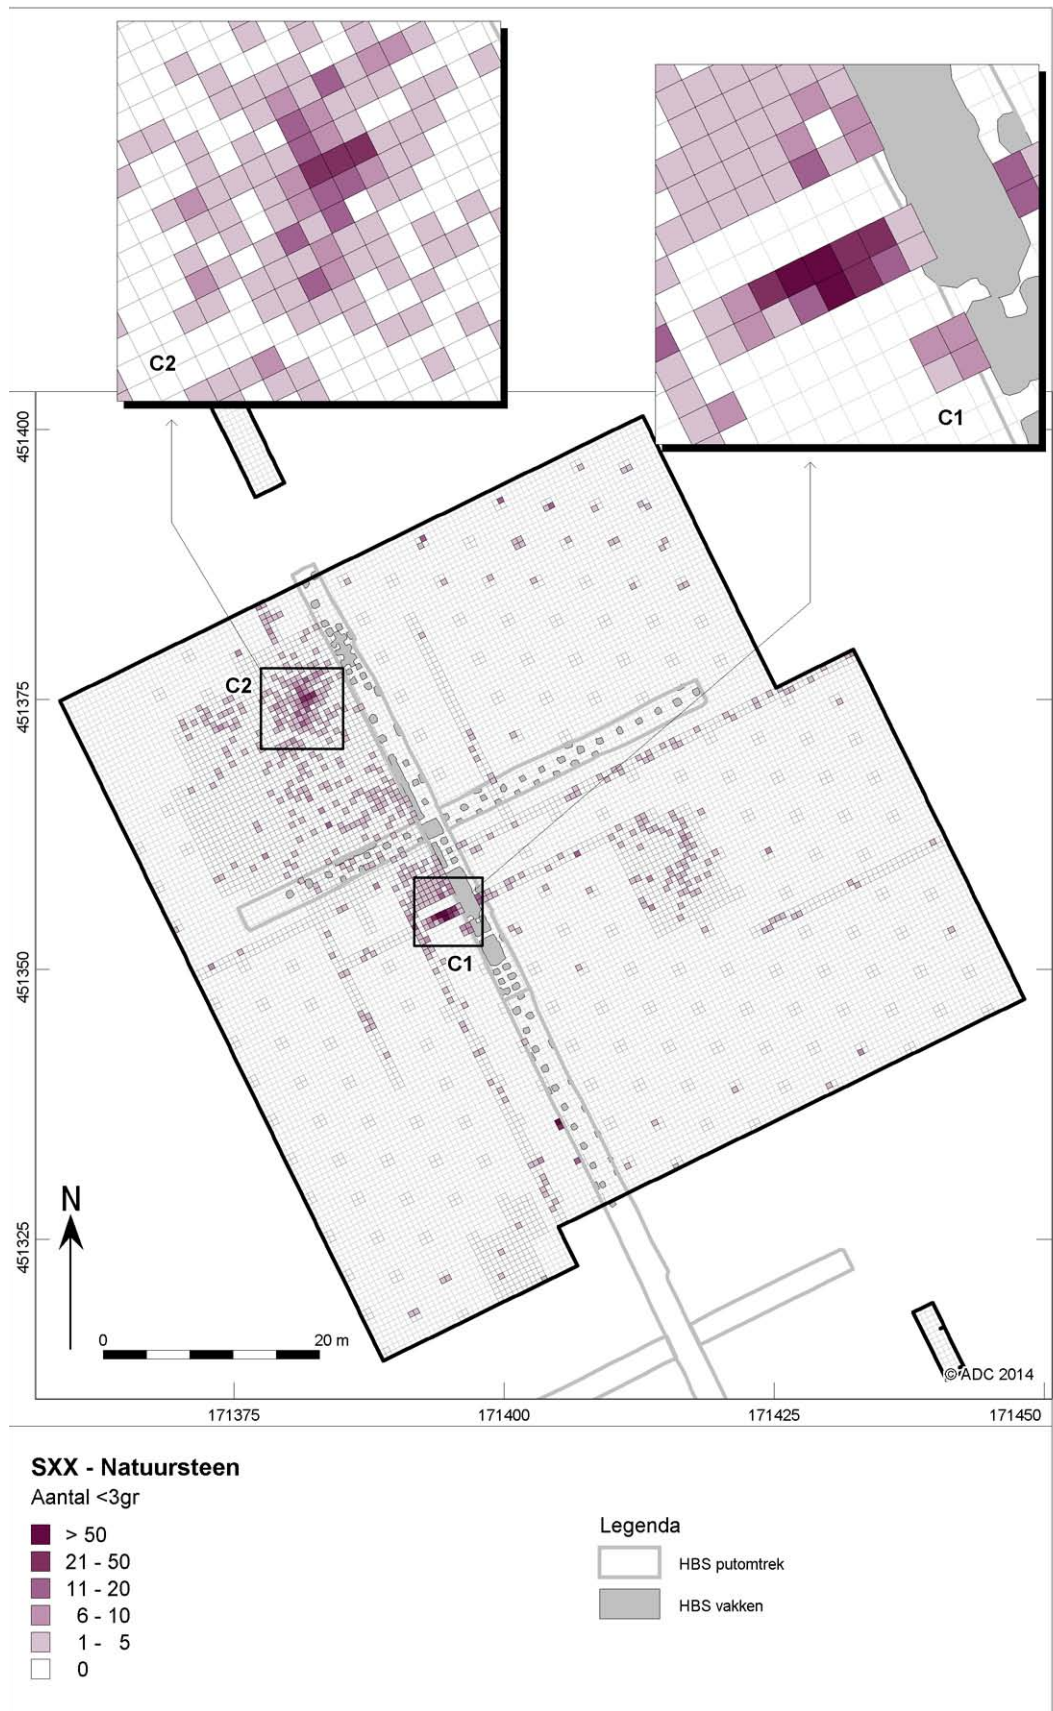 C2
C1
451400
451375
451350
451325
C2
C1
N
0 20 m
© ADC 2014
171375 171400 171425 171450
SXX - Natuursteen
Aantal <3gr
> 50
21 - 50
11 - 20
6 - 10
1 - 5
0
Legenda
HBS putomtrek
HBS vakken